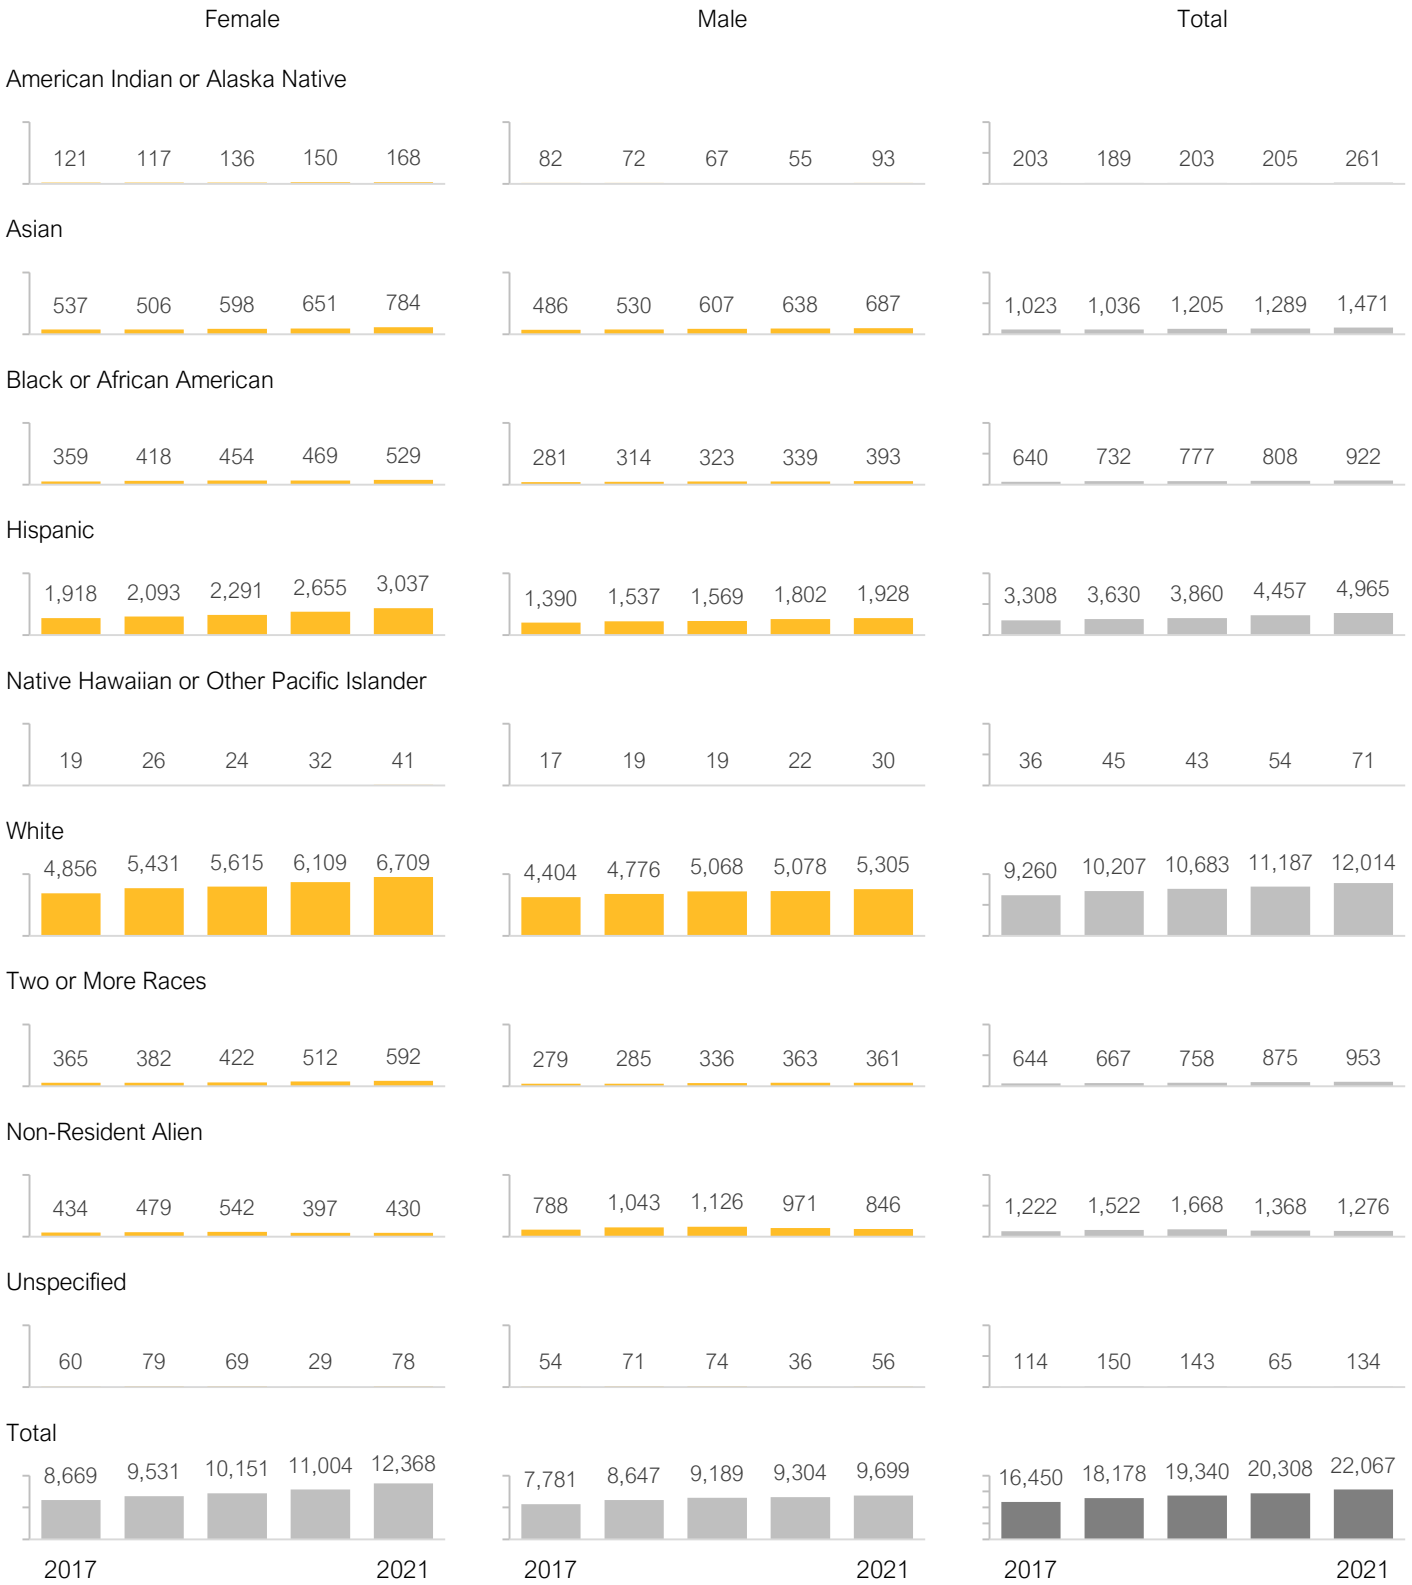 Female Male Total
American Indian or Alaska Native
121 117 136 150 168 82 72 67 55 93 203 189 203 205 261
Asian
537 506 598 651 784 486 530 607 638 687 1,023 1,036 1,205 1,289 1,471
Black or African American
359 418 454 469 529 281 314 323 339 393 640 732 777 808 922
Hispanic
1,918 2,093 2,291 2,655 3,037 1,390 1,537 1,569 1,802 1,928 3,308 3,630 3,860 4,457 4,965
Native Hawaiian or Other Pacific Islander
19 26 24 32 41 17 19 19 22 30 36 45 43 54 71
White
4,856 5,431 5,615 6,109 6,709 4,404 4,776 5,068 5,078 5,305 9,260 10,207 10,683 11,187 12,014
Two or More Races
365 382 422 512 592 279 285 336 363 361 644 667 758 875 953
Non-Resident Alien
434 479 542 397 430 788 1,043 1,126 971 846 1,222 1,522 1,668 1,368 1,276
Unspecified
60 79 69 29 78 54 71 74 36 56 114 150 143 65 134
Total
8,669 9,531 10,151 11,004 12,368 7,781 8,647 9,189 9,304 9,699 16,450 18,178 19,340 20,308 22,067
2017 2021 2017 2021 2017 2021